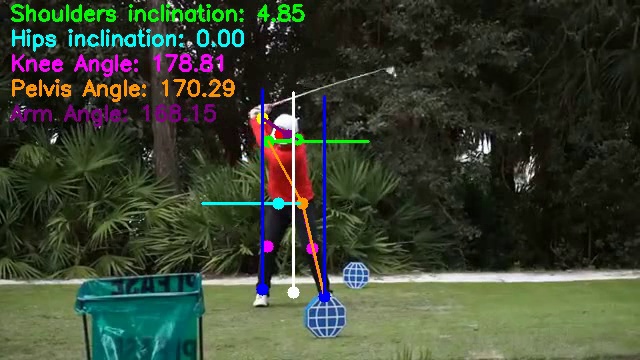 Shoulders inclination: 4.85
Hips inclination: 0.00
Knee Angle: 178.81
Pelvis Angle: 170.29
Arm Angle: 168.15
PLEASE